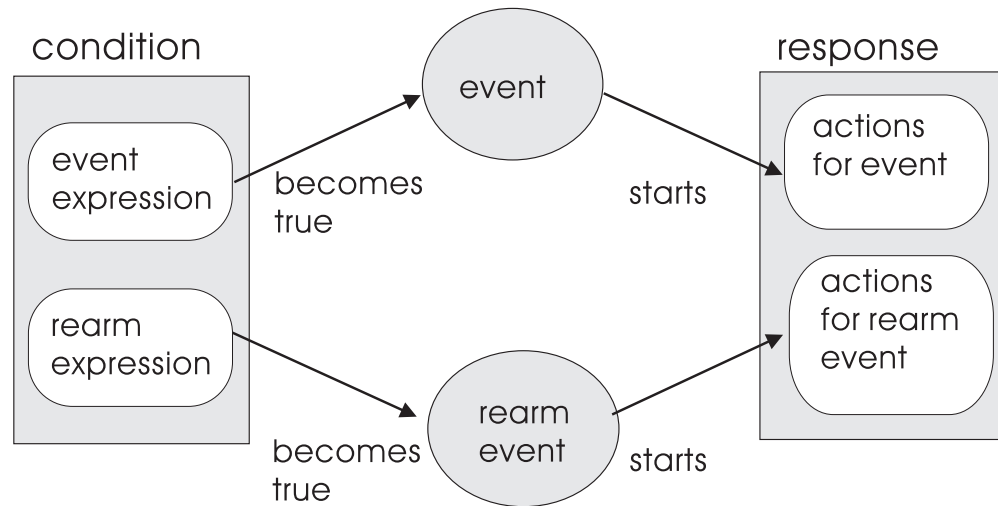 condition
event
expression
rearm
expression
becomes
true
event
starts
becomes
true
rearm
event
starts
response
actions
for event
actions
for rearm
event